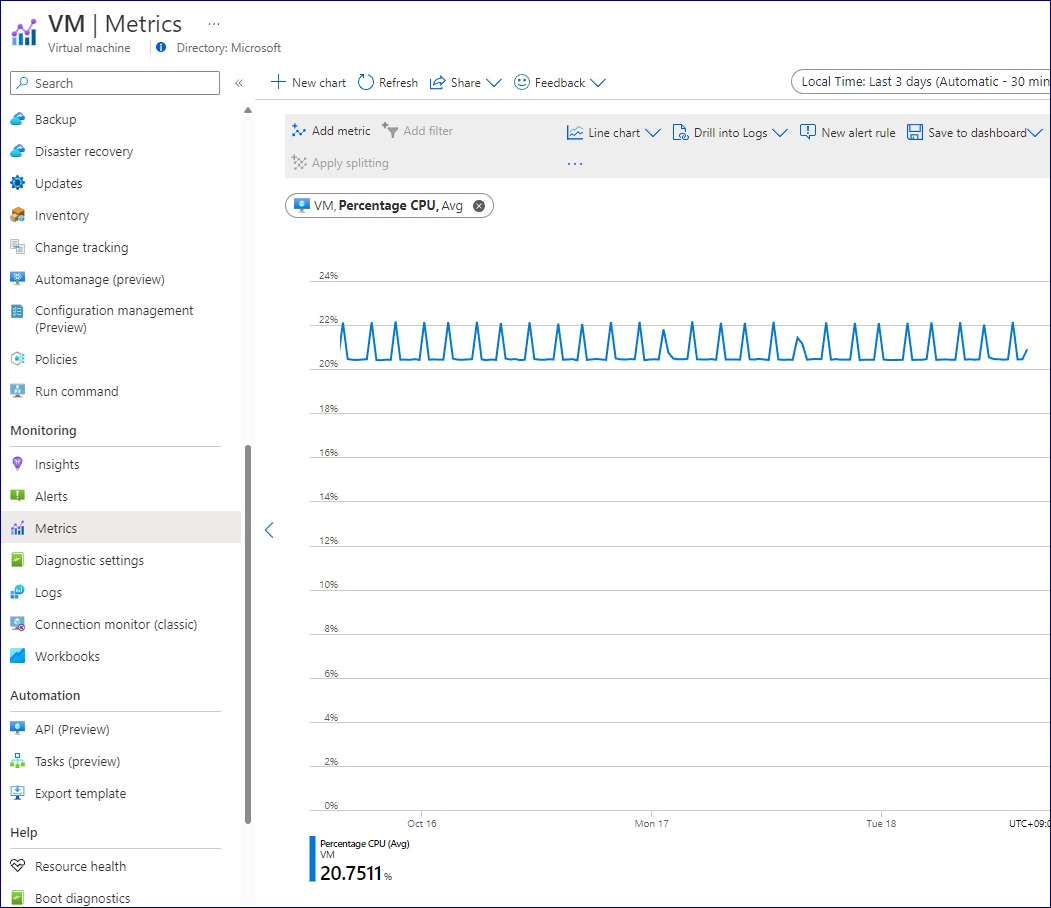 VM | Metrics ...
Virtual machine
Directory: Microsoft
Search
«
Backup
Disaster recovery
Updates
Inventory
Change tracking
Automanage (preview)
Configuration management
(Preview)
Policies
Run command
Monitoring
Insights
Alerts
Metrics
Diagnostic settings
Logs
Connection monitor (classic)
Workbooks
Automation
API (Preview)
Tasks (preview)
Export template
Help
Resource health
Boot diagnostics
New chart
Refresh
Share
Feedback
Local Time: Last 3 days (Automatic - 30 min
Add metric
Add filter
Line chart
Drill into Logs
New alert rule
Save to dashboard
Apply splitting
...
VM, Percentage CPU, Avg
24%
22%
20%
18%
16%
14%
12%
10%
8%
6%
4%
2%
0%
Oct 16
Mon 17
Tue 18
UTC+09:0
Percentage CPU (Avg)
VM
20.7511 %